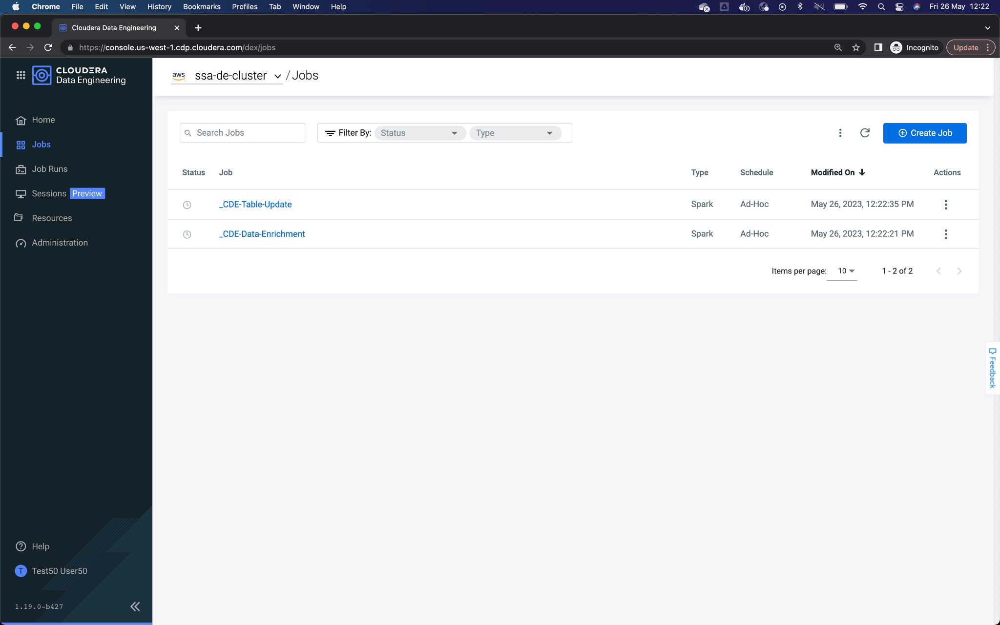 Chrome File Edit View History Bookmarks Profiles Tab Window Help Fri 26 May 12:22
Cloudera Data Engineering
https://console.us-west-1.cdp.cloudera.com/dex/jobs Incognito Update
CLOUDERA
Data Engineering
aws ssa-de-cluster / Jobs
Home
Jobs
Job Runs
Sessions Preview
Resources
Administration
Search Jobs Filter By: Status Type Create Job
Status Job Type Schedule Modified On Actions
_CDE-Table-Update Spark Ad-Hoc May 26, 2023, 12:22:35 PM
_CDE-Data-Enrichment Spark Ad-Hoc May 26, 2023, 12:22:21 PM
Items per page: 10 1 - 2 of 2
Feedback
Help
T Test50 User50
1.19.0-b427